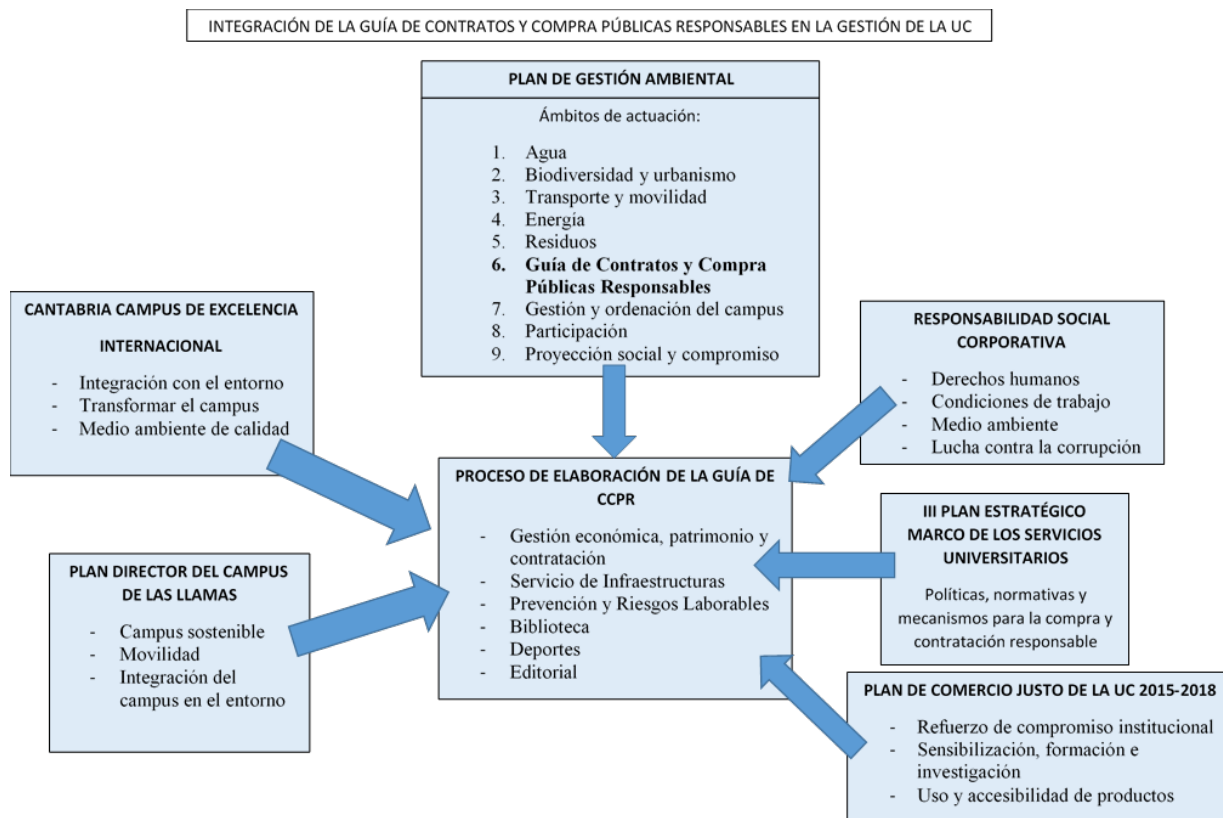 INTEGRACIÓN DE LA GUÍA DE CONTRATOS Y COMPRA PÚBLICAS RESPONSABLES EN LA GESTIÓN DE LA UC
PLAN DE GESTIÓN AMBIENTAL
Ámbitos de actuación:
1. Agua
2. Biodiversidad y urbanismo
3. Transporte y movilidad
4. Energía
5. Residuos
6. Guía de Contratos y Compra
Públicas Responsables
7. Gestión y ordenación del campus
8. Participación
9. Proyección social y compromiso
CANTABRIA CAMPUS DE EXCELENCIA
INTERNACIONAL
- Integración con el entorno
- Transformar el campus
- Medio ambiente de calidad
RESPONSABILIDAD SOCIAL
CORPORATIVA
- Derechos humanos
- Condiciones de trabajo
- Medio ambiente
- Lucha contra la corrupción
PROCESO DE ELABORACIÓN DE LA GUÍA DE
CCPR
- Gestión económica, patrimonio y
contratación
- Servicio de Infraestructuras
- Prevención y Riesgos Laborables
- Biblioteca
- Deportes
- Editorial
III PLAN ESTRATÉGICO
MARCO DE LOS SERVICIOS
UNIVERSITARIOS
Políticas, normativas y
mecanismos para la compra y
contratación responsable
PLAN DIRECTOR DEL CAMPUS
DE LAS LLAMAS
- Campus sostenible
- Movilidad
- Integración del
campus en el entorno
PLAN DE COMERCIO JUSTO DE LA UC 2015-2018
- Refuerzo de compromiso institucional
- Sensibilización, formación e
investigación
- Uso y accesibilidad de productos